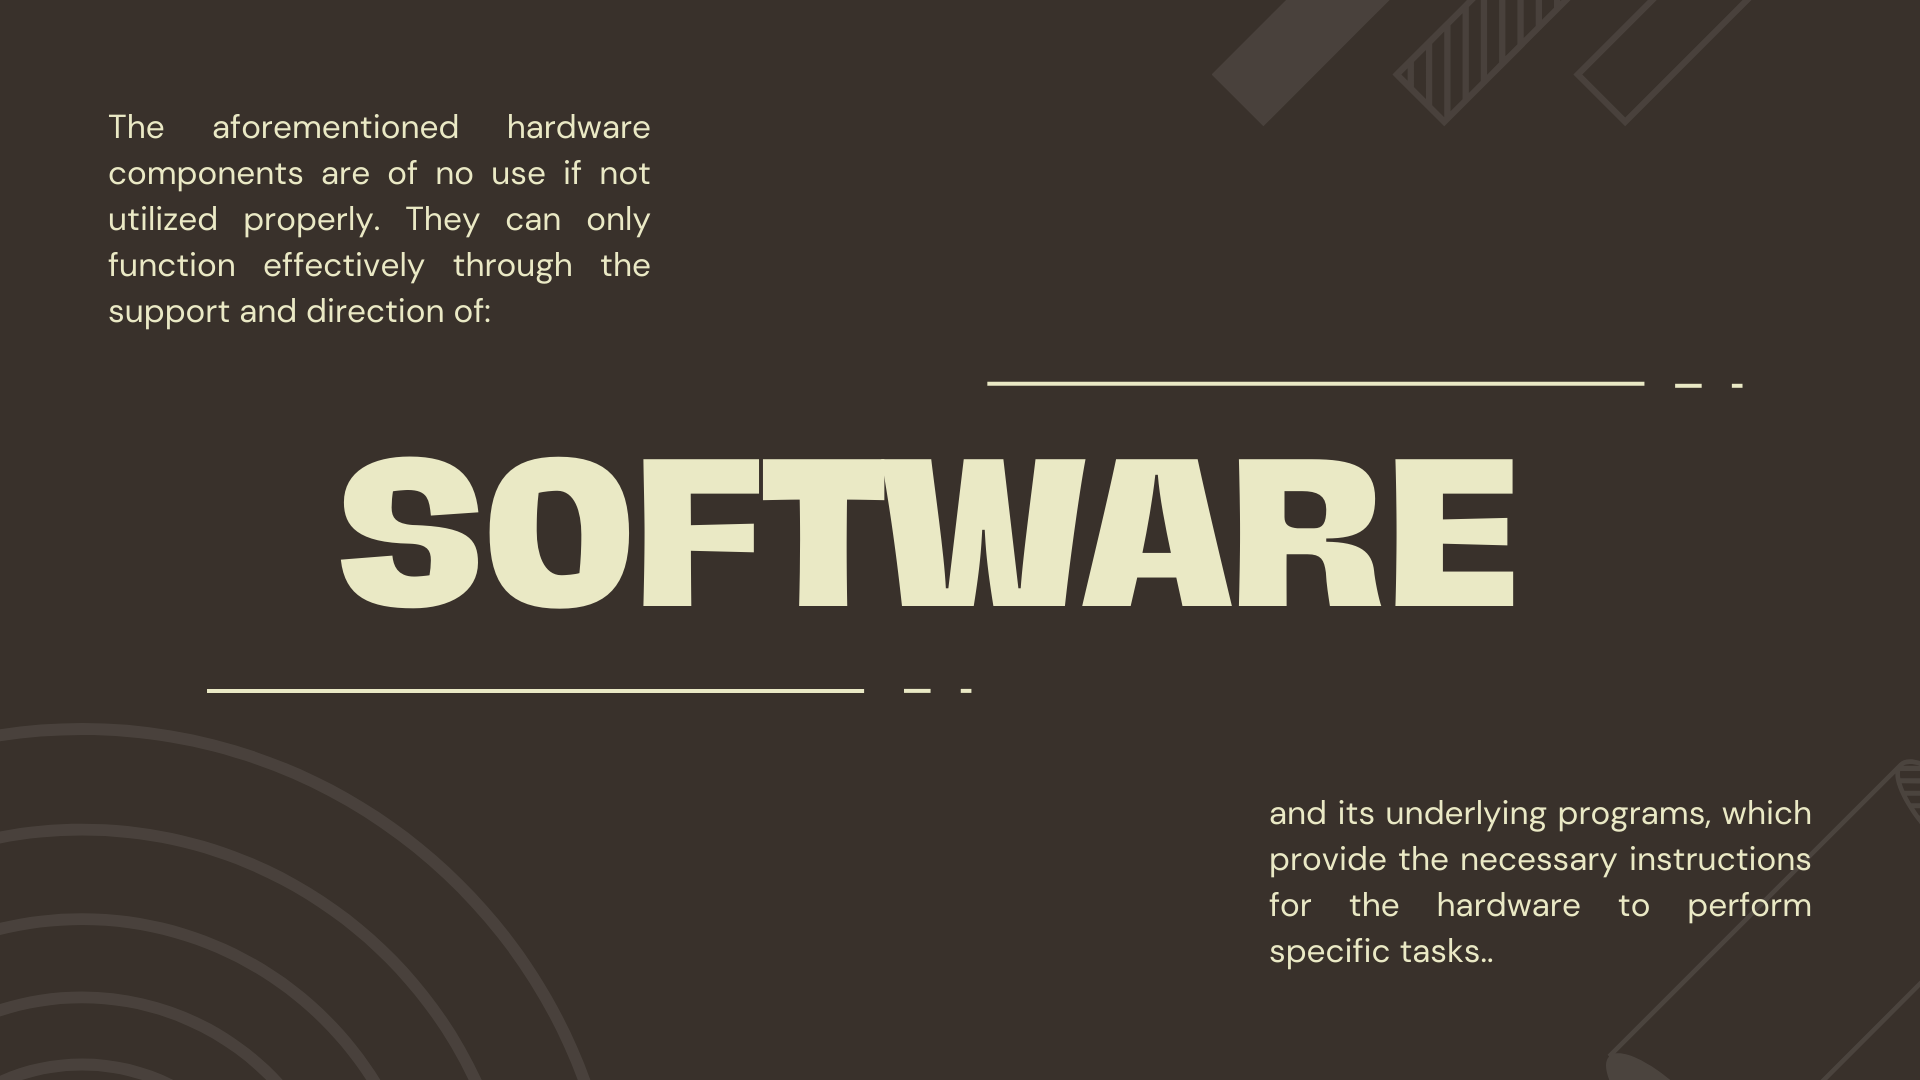 The aforementioned hardware
components are of no use if not
utilized properly. They can only
function effectively through the
support and direction of:
SOFTWARE
and its underlying programs, which
provide the necessary instructions
for the hardware to perform
specific tasks..